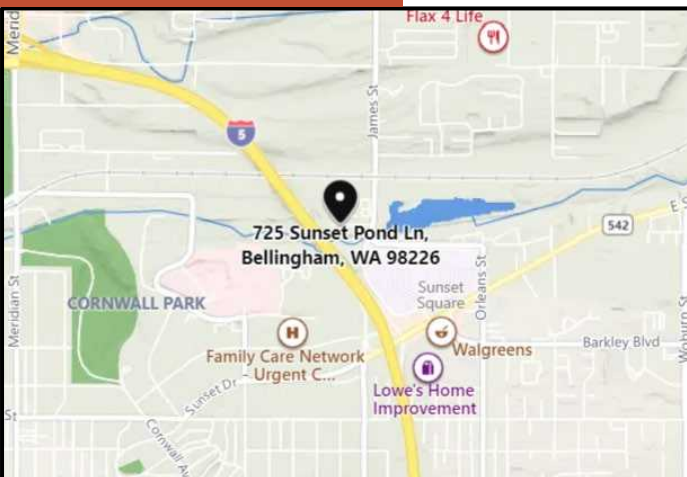 Flax 4 Life
Merid
James St
5
725 Sunset Pond Ln,
Bellingham, WA 98226
542
E S
CORNWALL PARK
Meridian St
Sunset
Square
Orleans St
Woburn St
H
Family Care Network
- Urgent C...
Walgreens
Barkley Blvd
Sunset Dr
Lowe's Home
Improvement
St
Cornwall Av